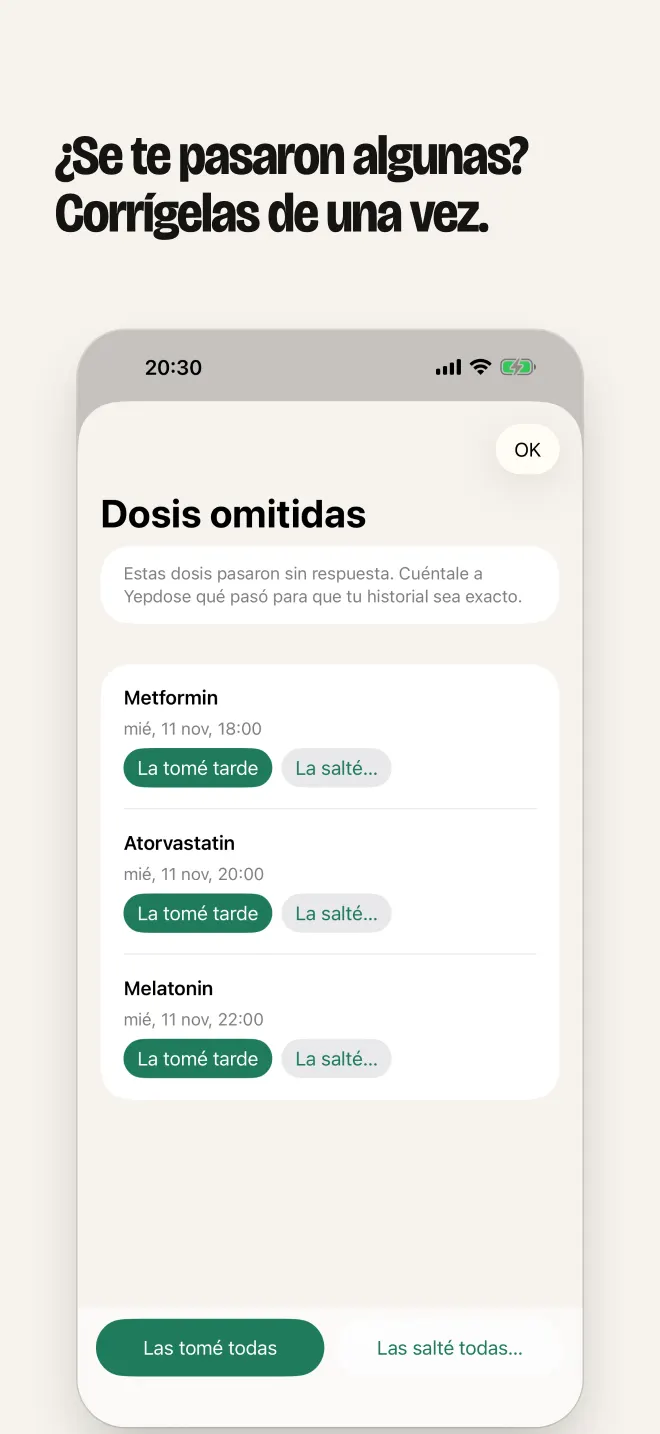 ¿Se te pasaron algunas?
Corrígelas de una vez.
20:30
OK
Dosis omitidas
Estas dosis pasaron sin respuesta. Cuéntale a
Yepdose qué pasó para que tu historial sea exacto.
Metformin
mié, 11 nov, 18:00
La tomé tarde
La salté...
Atorvastatin
mié, 11 nov, 20:00
La tomé tarde
La salté...
Melatonin
mié, 11 nov, 22:00
La tomé tarde
La salté...
Las tomé todas
Las salté todas...